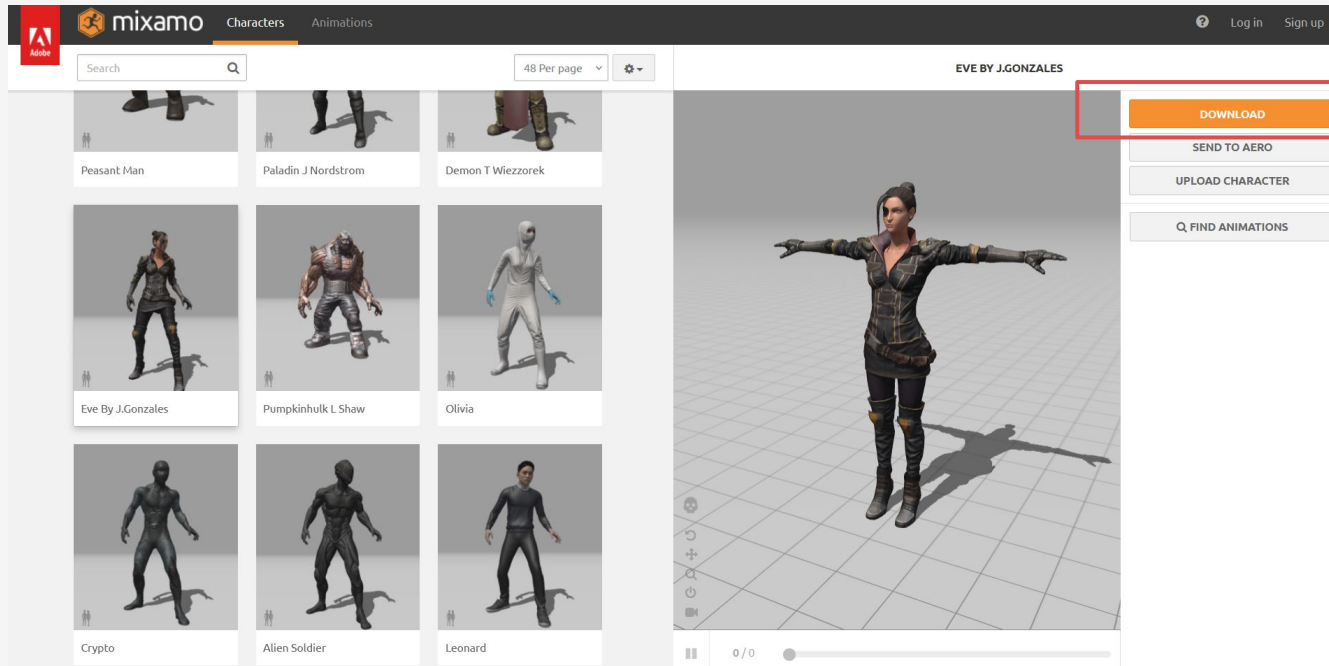 Adobe
mixamo
Characters
Animations
Log in
Sign up
Search
48 Per page
EVE BY J.GONZALES
DOWNLOAD
SEND TO AERO
UPLOAD CHARACTER
FIND ANIMATIONS
Peasant Man
Paladin J Nordstrom
Demon T Wiezzorek
Eve By J.Gonzales
Pumpkinhulk L Shaw
Olivia
Crypto
Alien Soldier
Leonard
0 / 0